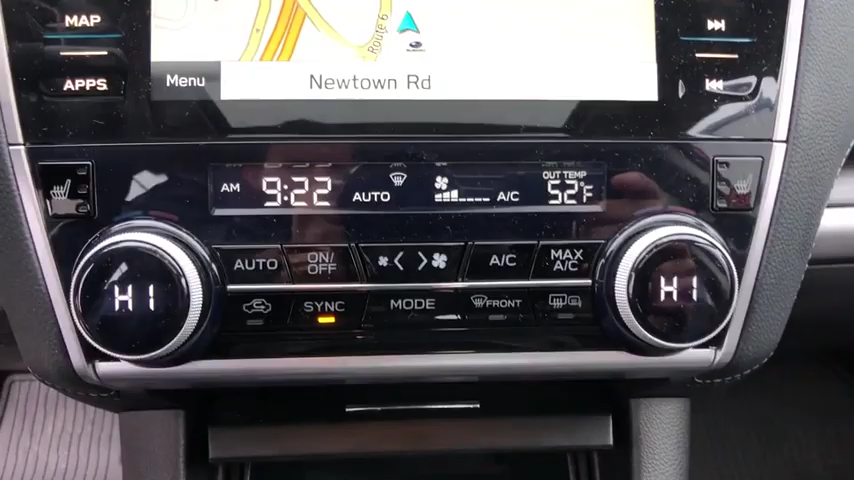 MAP
APPS
Route 6
SUBARU
Menu
Newtown Rd
AM 9:22 AUTO A/C OUT TEMP 52°F
AUTO
ON/OFF
A/C
MAX A/C
HI
SYNC
MODE
FRONT
HI